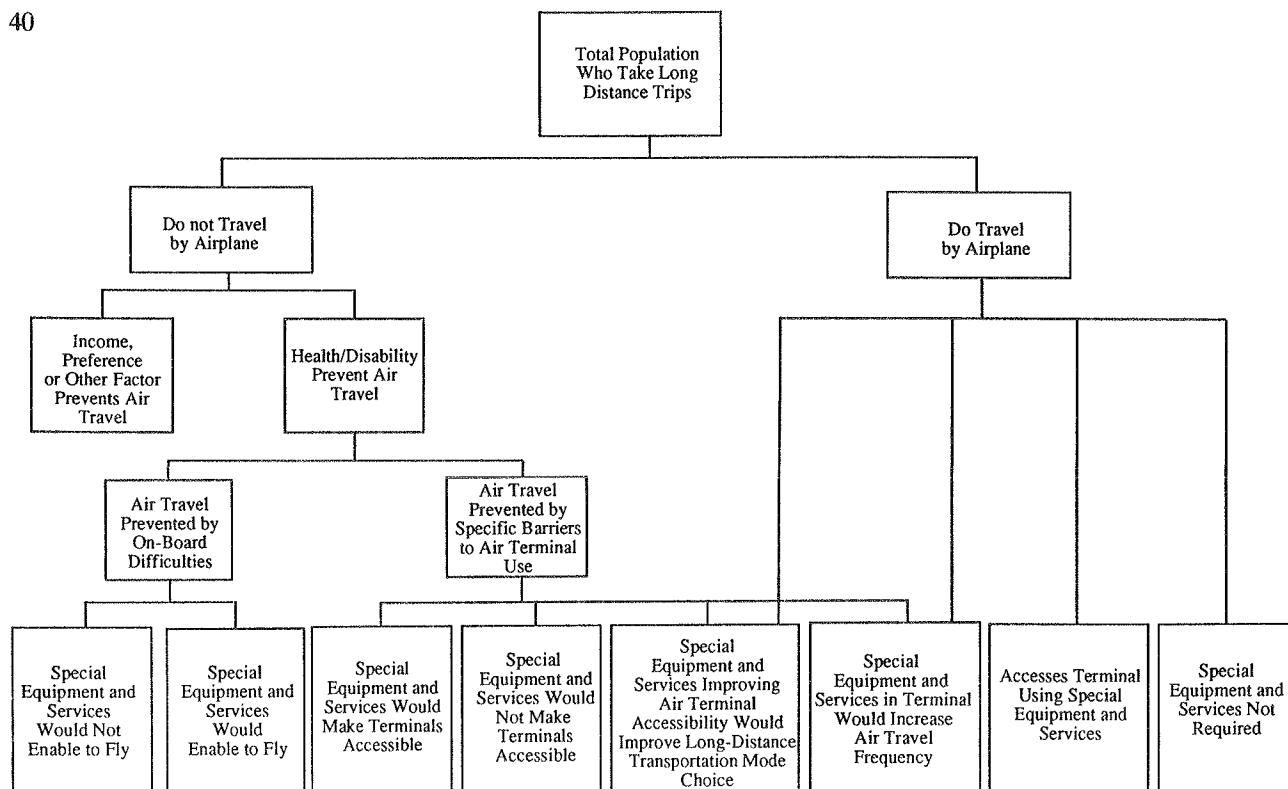 40
Total Population
Who Take Long
Distance Trips
Do not Travel
by Airplane
Do Travel
by Airplane
Income,
Preference
or Other Factor
Prevents Air
Travel
Health/Disability
Prevent Air
Travel
Air Travel
Prevented by
On-Board
Difficulties
Air Travel
Prevented by
Specific Barriers
to Air Terminal
Use
Special
Equipment and
Services
Would Not
Enable to Fly
Special
Equipment and
Services
Would
Enable to Fly
Special
Equipment and
Services Would
Make Terminals
Accessible
Special
Equipment and
Services Would
Not Make
Terminals
Accessible
Special
Equipment and
Services Improving
Air Terminal
Accessibility Would
Improve Long-Distance
Transportation Mode
Choice
Special
Equipment and
Services in Terminal
Would Increase
Air Travel
Frequency
Accesses Terminal
Using Special
Equipment and
Services
Special
Equipment and
Services Not
Required